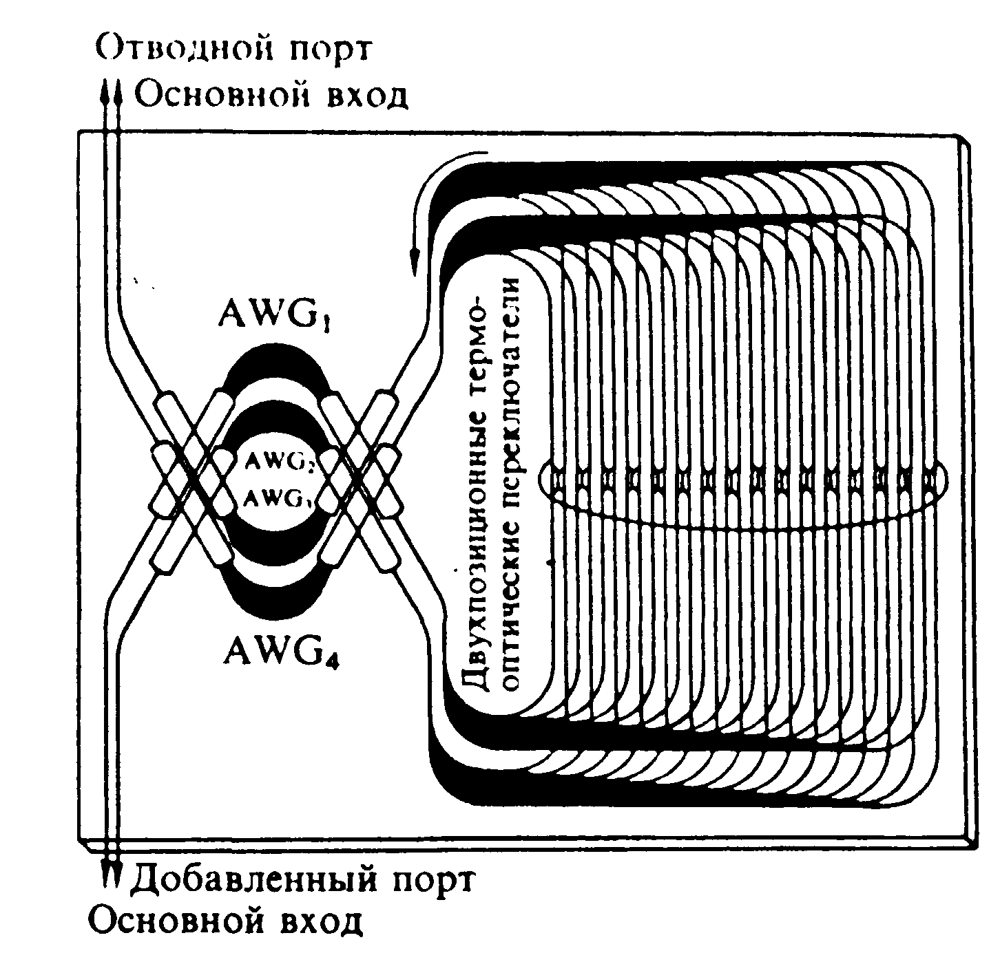 Отводной порт
Основной вход
AWG₁
AWG₂
AWG₃
AWG₄
Двухпозиционные термо-
оптические переключатели
Добавленный порт
Основной вход